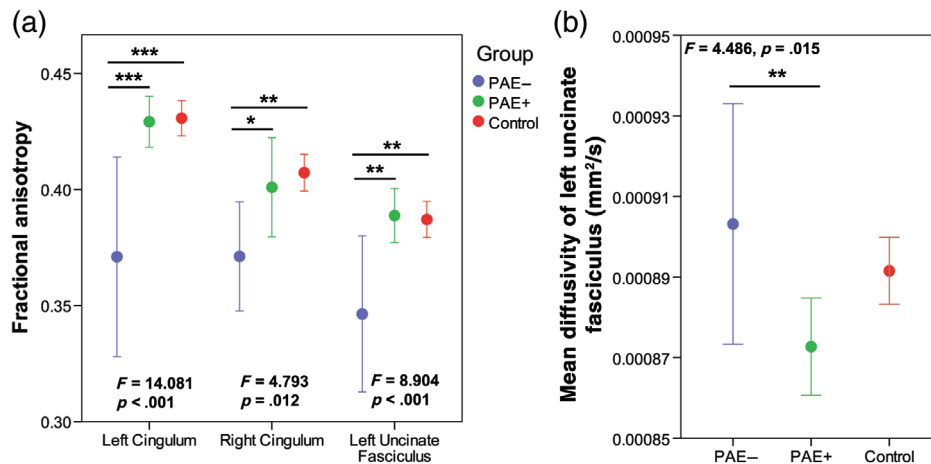 (a)
Fractional anisotropy
0.45
0.40
0.35
0.30
***
***
**
*
**
**
Group
PAE–
PAE+
Control
F = 14.081
p < .001
F = 4.793
p = .012
F = 8.904
p < .001
Left Cingulum
Right Cingulum
Left Uncinate
Fasciculus
(b)
Mean diffusivity of left uncinate
fasciculus (mm²/s)
0.00095
0.00093
0.00091
0.00089
0.00087
0.00085
F = 4.486, p = .015
**
PAE–
PAE+
Control